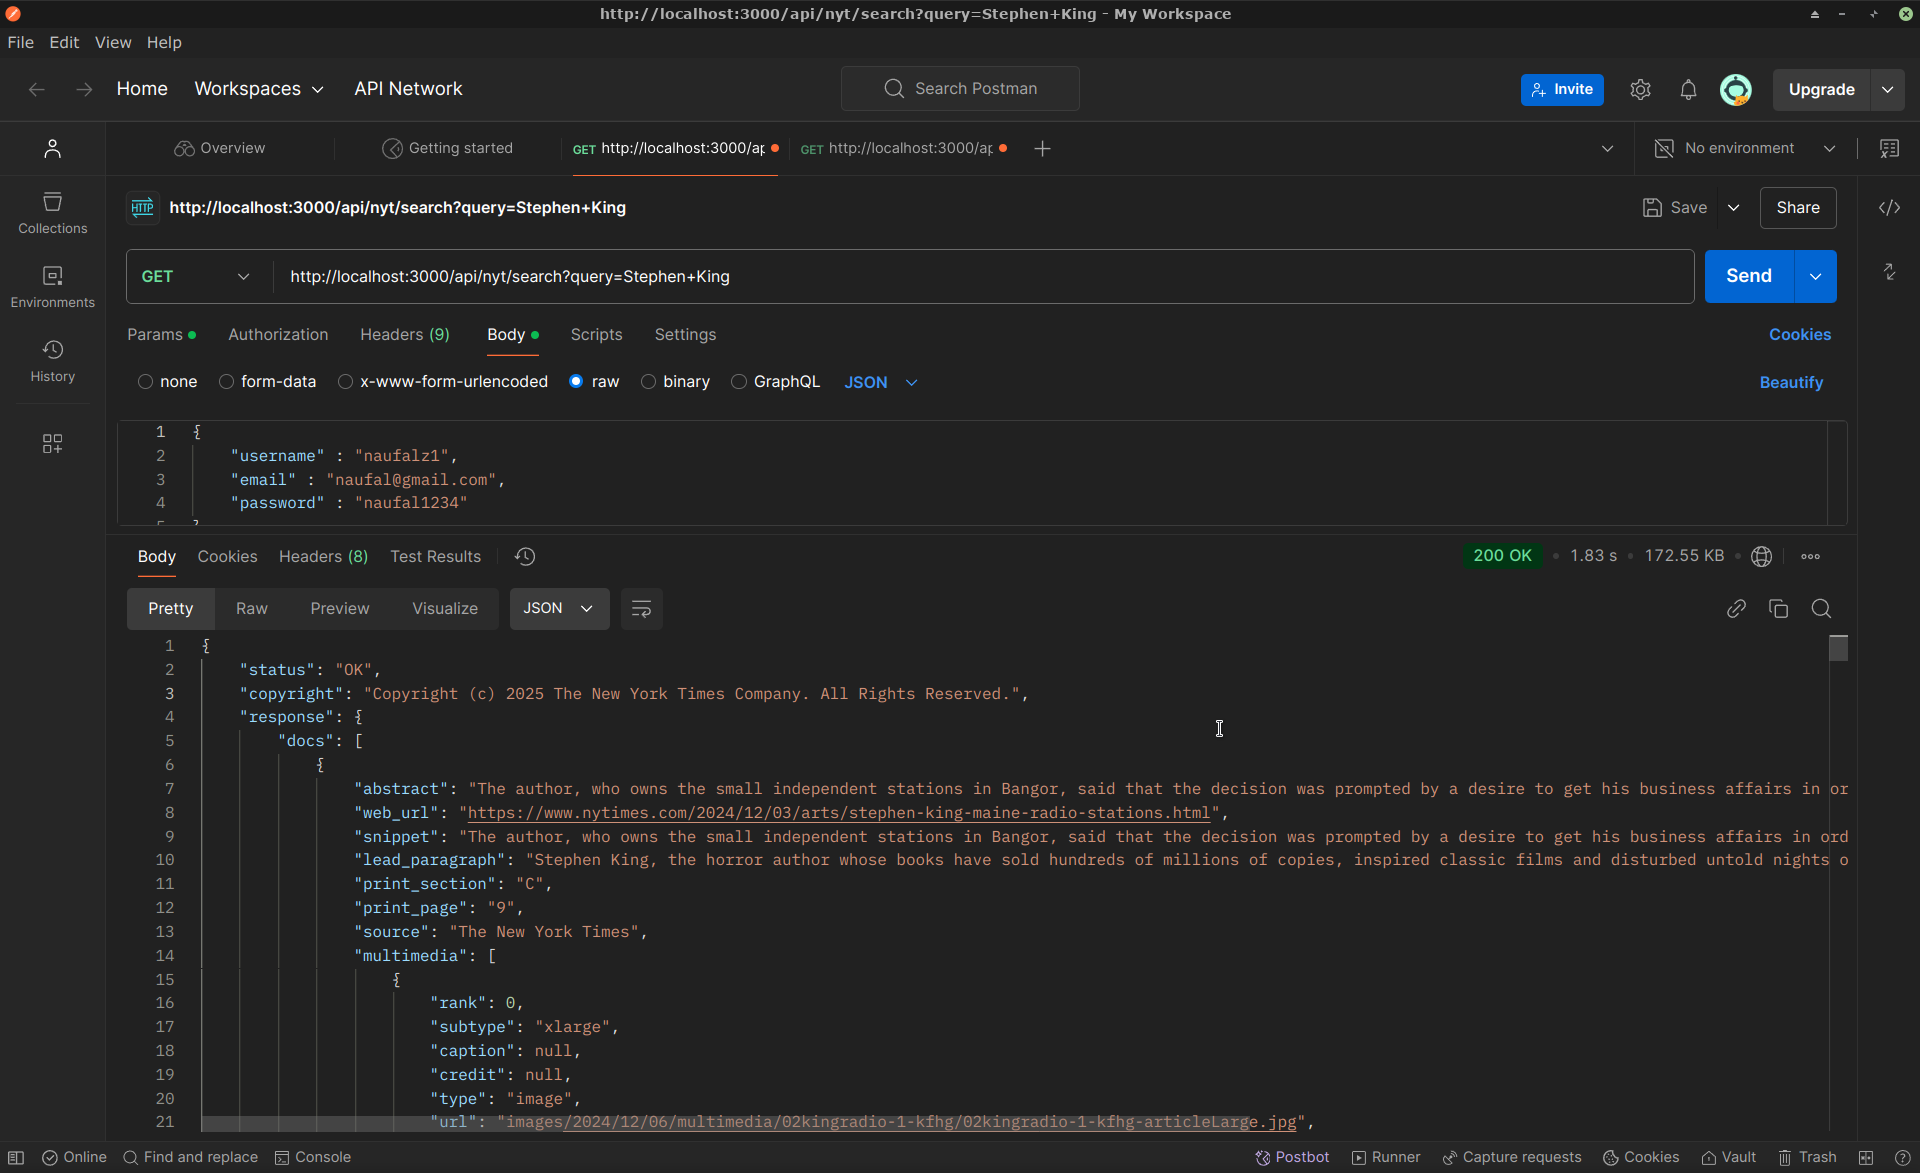 http://localhost:3000/api/nyt/search?query=Stephen+King - My Workspace
File Edit View Help
Home Workspaces API Network Search Postman Invite Upgrade
Overview Getting started GET http://localhost:3000/ap GET http://localhost:3000/ap No environment
HTTP http://localhost:3000/api/nyt/search?query=Stephen+King Save Share
Collections
Environments
History
GET http://localhost:3000/api/nyt/search?query=Stephen+King Send
Params Authorization Headers (9) Body Scripts Settings Cookies
none form-data x-www-form-urlencoded raw binary GraphQL JSON Beautify
1 {
2 "username" : "naufalz1",
3 "email" : "naufal@gmail.com",
4 "password" : "naufal1234"
5 }
Body Cookies Headers (8) Test Results 200 OK 1.83 s 172.55 KB
Pretty Raw Preview Visualize JSON
1 {
2 "status": "OK",
3 "copyright": "Copyright (c) 2025 The New York Times Company. All Rights Reserved.",
4 "response": {
5 "docs": [
6 {
7 "abstract": "The author, who owns the small independent stations in Bangor, said that the decision was prompted by a desire to get his business affairs in or
8 "web_url": "https://www.nytimes.com/2024/12/03/arts/stephen-king-maine-radio-stations.html",
9 "snippet": "The author, who owns the small independent stations in Bangor, said that the decision was prompted by a desire to get his business affairs in ord
10 "lead_paragraph": "Stephen King, the horror author whose books have sold hundreds of millions of copies, inspired classic films and disturbed untold nights o
11 "print_section": "C",
12 "print_page": "9",
13 "source": "The New York Times",
14 "multimedia": [
15 {
16 "rank": 0,
17 "subtype": "xlarge",
18 "caption": null,
19 "credit": null,
20 "type": "image",
21 "url": "images/2024/12/06/multimedia/02kingradio-1-kfhg/02kingradio-1-kfhg-articleLarge.jpg",
Online Find and replace Console Postbot Runner Capture requests Cookies Vault Trash